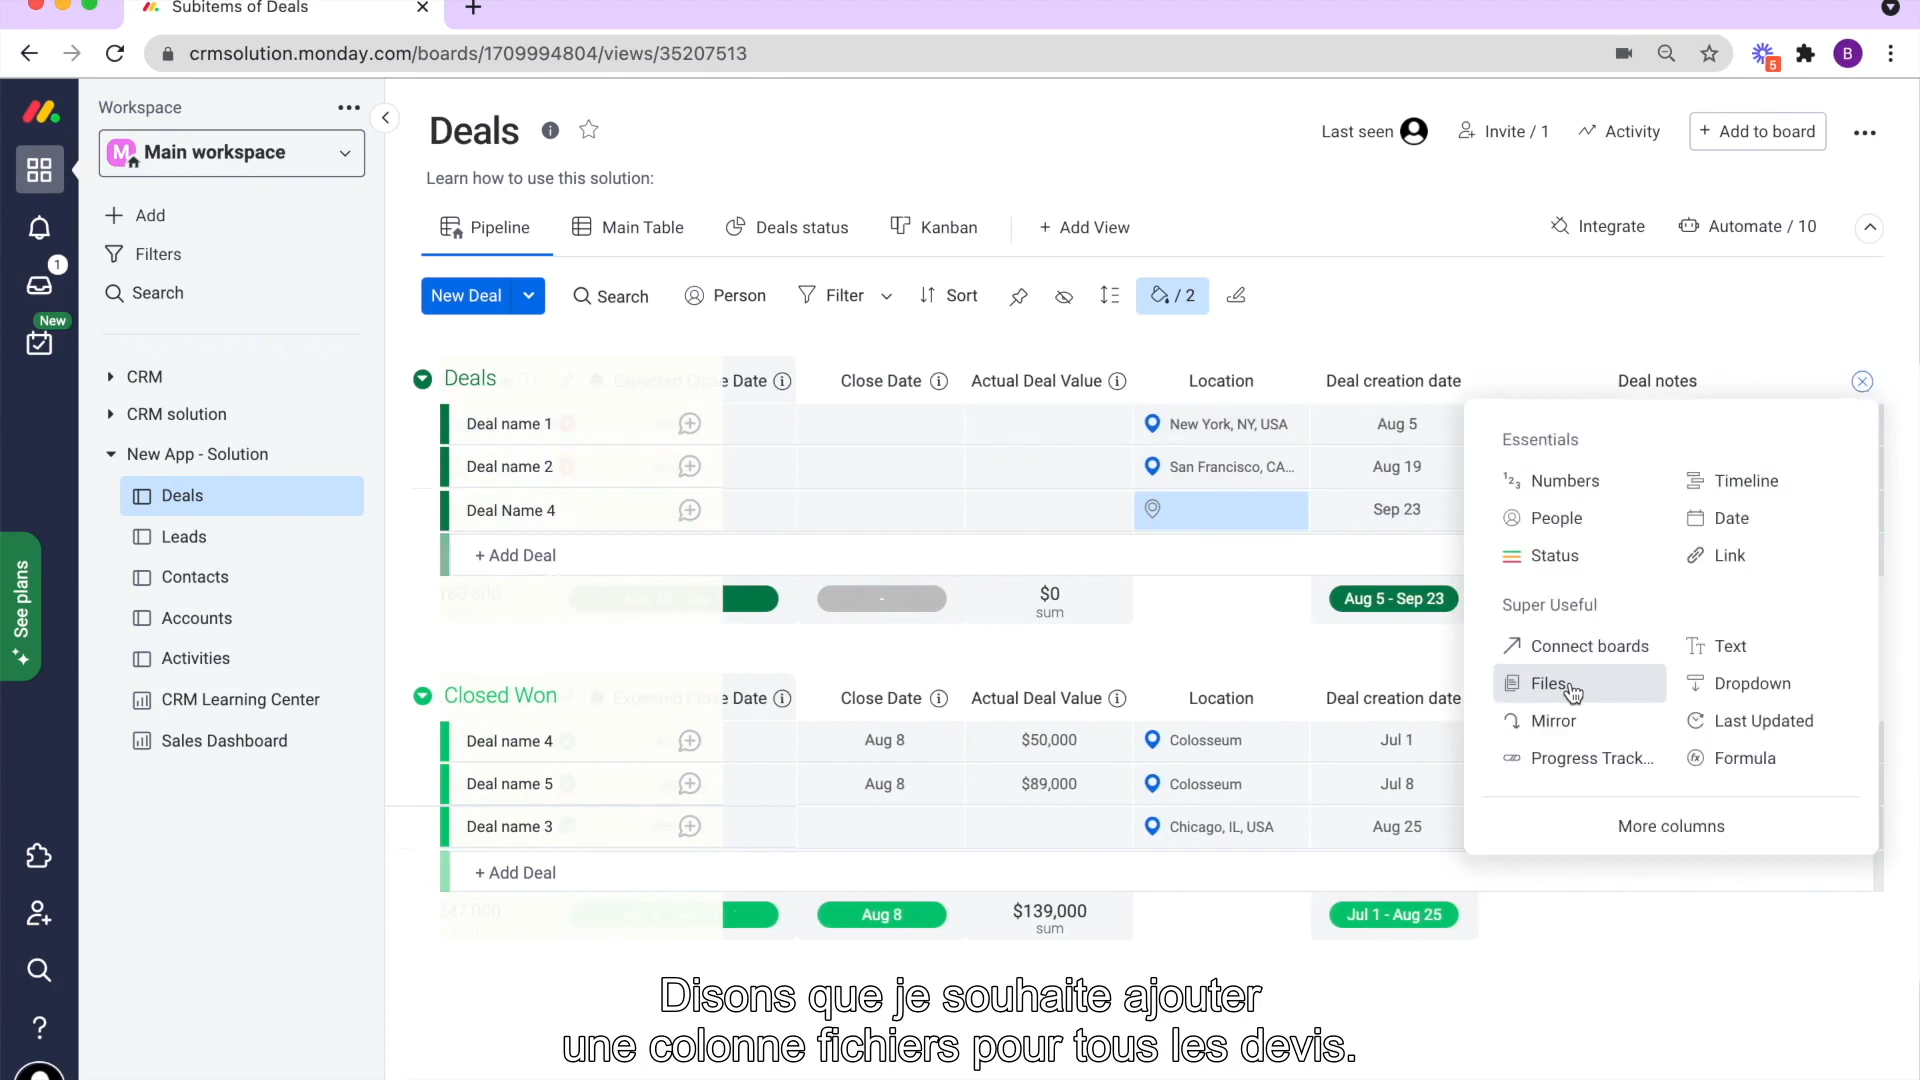 Subitems of Deals
crmsolution.monday.com/boards/1709994804/views/35207513
5
B
Workspace
M Main workspace
Add
Filters
Search
1
New
CRM
CRM solution
New App - Solution
Deals
Leads
Contacts
Accounts
Activities
CRM Learning Center
Sales Dashboard
See plans
?
Deals
Last seen
Invite / 1
Activity
+ Add to board
Learn how to use this solution:
Pipeline
Main Table
Deals status
Kanban
+ Add View
Integrate
Automate / 10
New Deal
Search
Person
Filter
Sort
/ 2
Deals Expected Close Date Close Date Actual Deal Value Location Deal creation date Deal notes
Deal name 1 New York, NY, USA Aug 5
Deal name 2 San Francisco, CA... Aug 19
Deal Name 4 Sep 23
+ Add Deal
- $0 Aug 5 - Sep 23
sum
Closed Won Expected Close Date Close Date Actual Deal Value Location Deal creation date
Deal name 4 Aug 8 $50,000 Colosseum Jul 1
Deal name 5 Aug 8 $89,000 Colosseum Jul 8
Deal name 3 Chicago, IL, USA Aug 25
+ Add Deal
Aug 8 $139,000 Jul 1 - Aug 25
sum
Essentials
Numbers Timeline
People Date
Status Link
Super Useful
Connect boards Text
Files Dropdown
Mirror Last Updated
Progress Track... Formula
More columns
Disons que je souhaite ajouter
une colonne fichiers pour tous les devis.